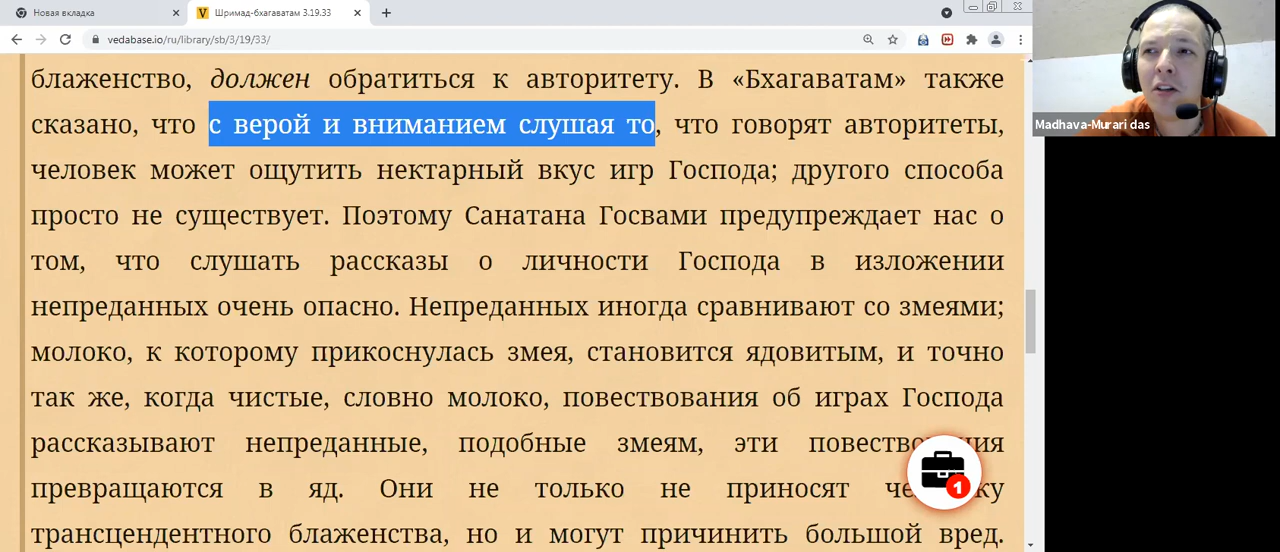 Новая вкладка
Шримад-бхагаватам 3.19.33
vedabase.io/ru/library/sb/3/19/33/
блаженство, должен обратиться к авторитету. В «Бхагаватам» также
сказано, что с верой и вниманием слушая то, что говорят авторитеты,
человек может ощутить нектарный вкус игр Господа; другого способа
просто не существует. Поэтому Санатана Госвами предупреждает нас о
том, что слушать рассказы о личности Господа в изложении
непреданных очень опасно. Непреданных иногда сравнивают со змеями;
молоко, к которому прикоснулась змея, становится ядовитым, и точно
так же, когда чистые, словно молоко, повествования об играх Господа
рассказывают непреданные, подобные змеям, эти
превращаются в яд. Они не только не приносят
трансцендентного блаженства, но и могут причинить большой вред.
1
Madhava-Murari das